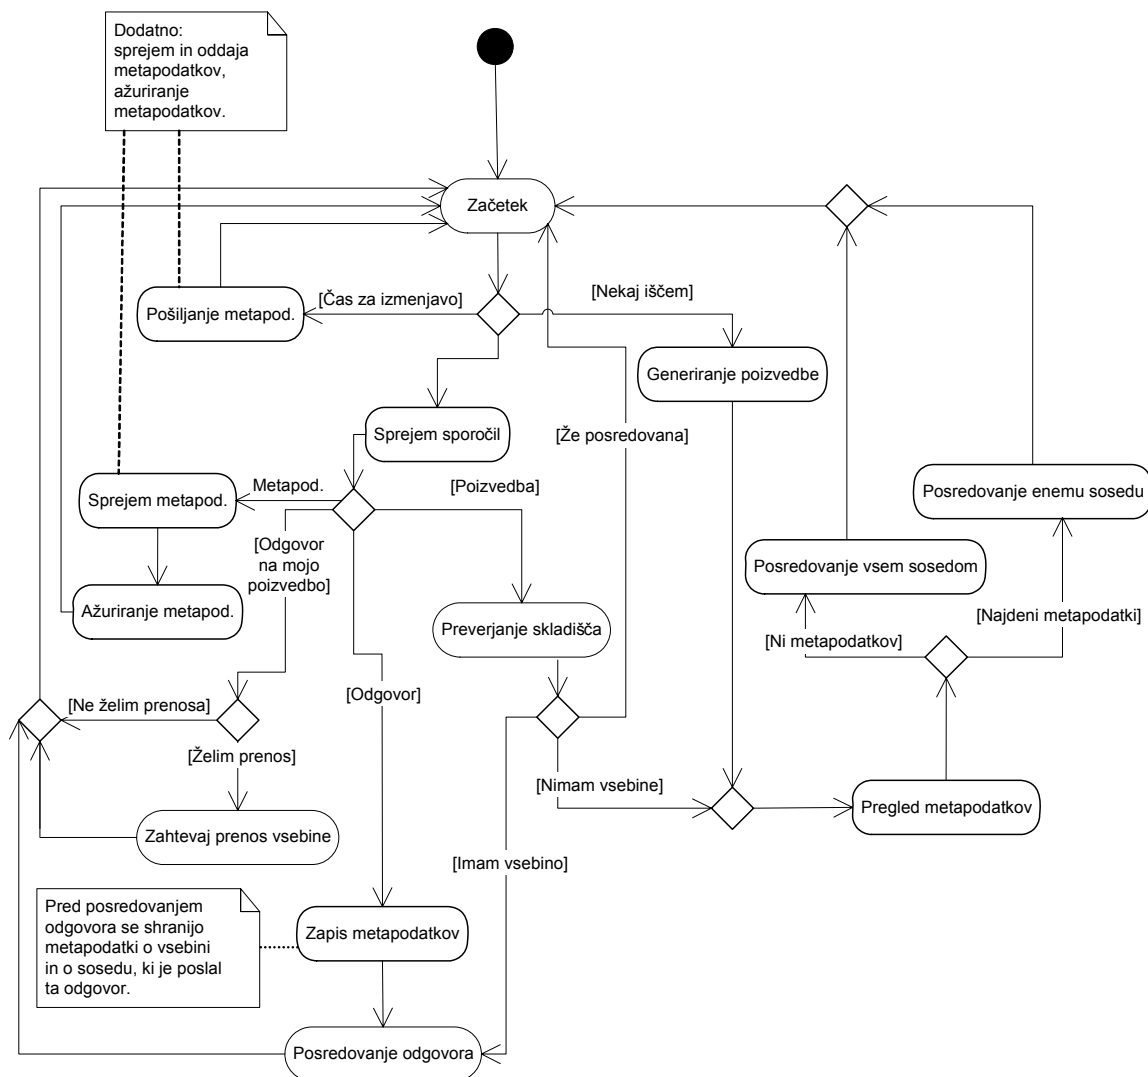 Dodatno:
sprejem in oddaja
metapodatkov,
ažuriranje
metapodatkov.
Začetek
[Čas za izmenjavo]
[Nekaj iščem]
Pošiljanje metapod.
Generiranje poizvedbe
Sprejem sporočil
[Že posredovana]
Metapod.
[Poizvedba]
Sprejem metapod.
Posredovanje enemu sosedu
[Odgovor
na mojo
poizvedbo]
Posredovanje vsem sosedom
Ažuriranje metapod.
Preverjanje skladišča
[Najdeni metapodatki]
[Ni metapodatkov]
[Odgovor]
[Ne želim prenosa]
[Želim prenos]
[Nimam vsebine]
Pregled metapodatkov
Zahtevaj prenos vsebine
[Imam vsebino]
Pred posredovanjem
odgovora se shranijo
metapodatki o vsebini
in o sosedu, ki je poslal
ta odgovor.
Zapis metapodatkov
Posredovanje odgovora